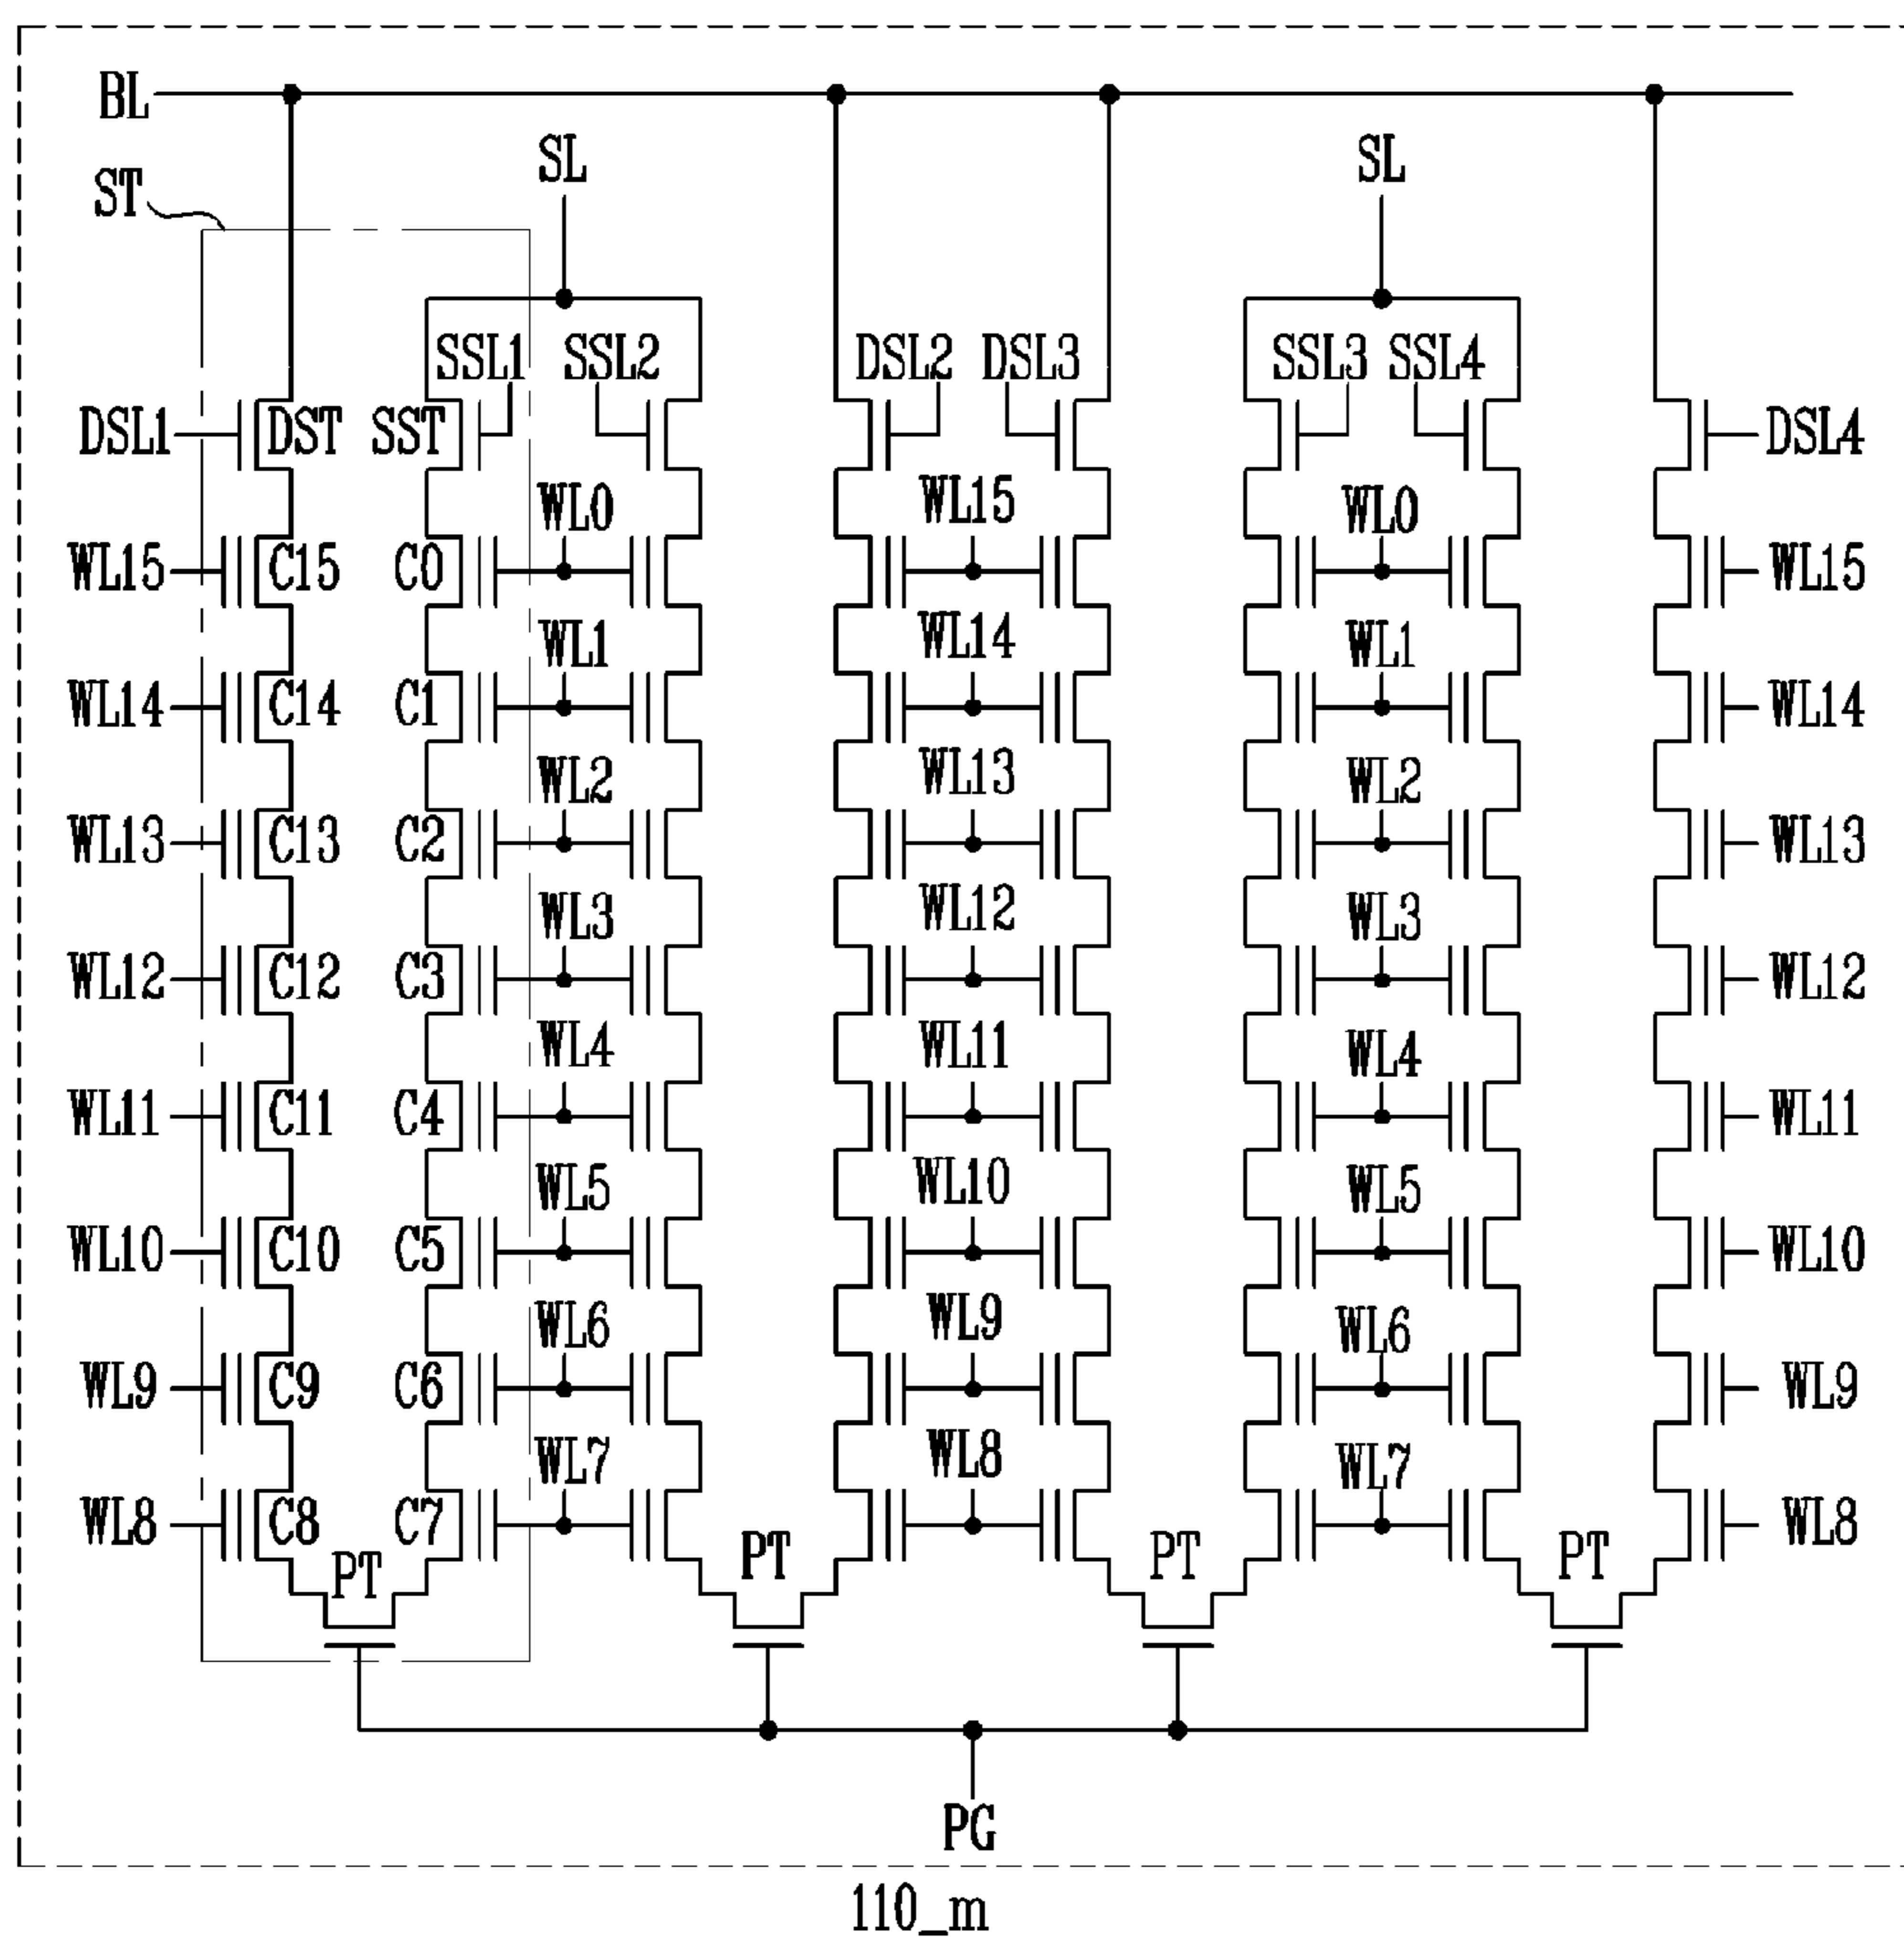 BL
ST
SL SL
SSL1 SSL2 DSL2 DSL3 SSL3 SSL4
DSL1 DST SST DSL4
WL0 WL15 WL0
WL15 C15 C0 WL15
WL1 WL14 WL1
WL14 C14 C1 WL14
WL2 WL13 WL2
WL13 C13 C2 WL13
WL3 WL12 WL3
WL12 C12 C3 WL12
WL4 WL11 WL4
WL11 C11 C4 WL11
WL5 WL10 WL5
WL10 C10 C5 WL10
WL6 WL9 WL6
WL9 C9 C6 WL9
WL7 WL8 WL7
WL8 C8 C7 WL8
PT PT PT PT
PG
110_m